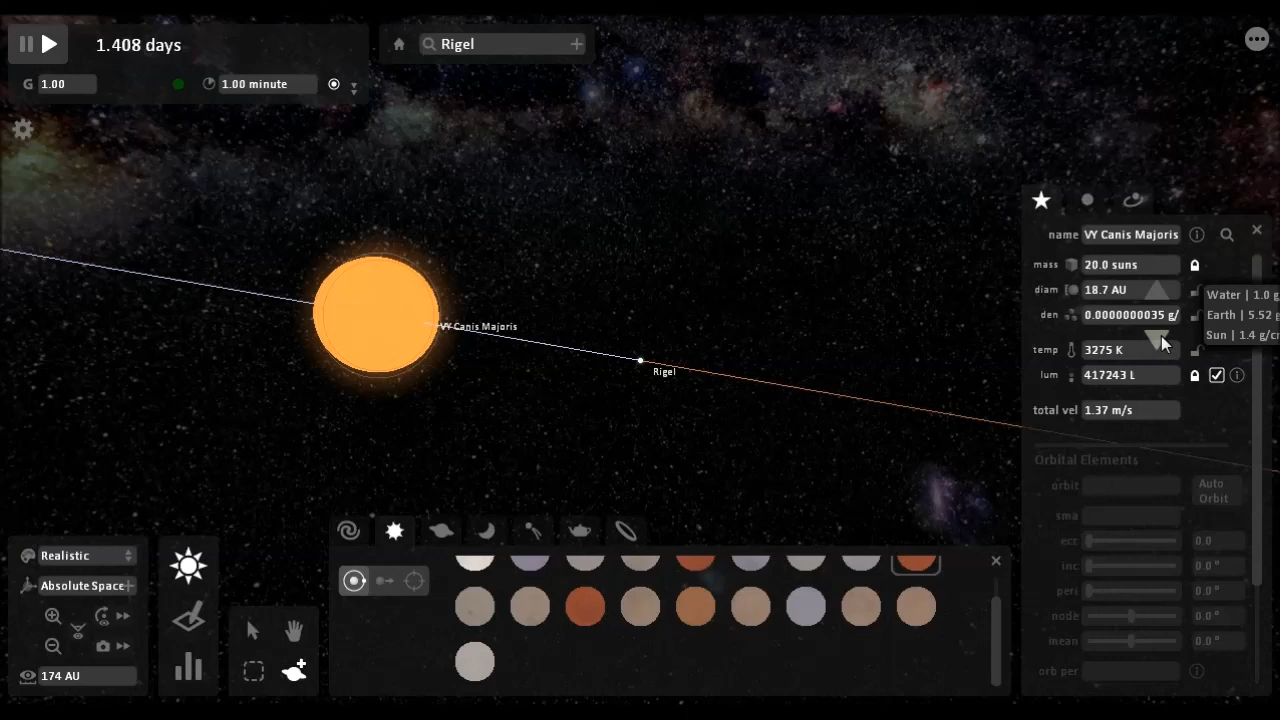 1.408 days
Rigel
G 1.00
1.00 minute
name VY Canis Majoris
mass 20.0 suns
diam 18.7 AU
den 0.0000000035 g/
Water | 1.0 g
Earth | 5.52 g
Sun | 1.4 g/c
temp 3275 K
lum 417243 L
total vel 1.37 m/s
VY Canis Majoris
Rigel
Orbital Elements
orbit
Auto Orbit
sma
ecc 0.0
inc 0.0°
peri 0.0°
node 0.0°
mean 0.0°
orb per
Realistic
Absolute Space
174 AU